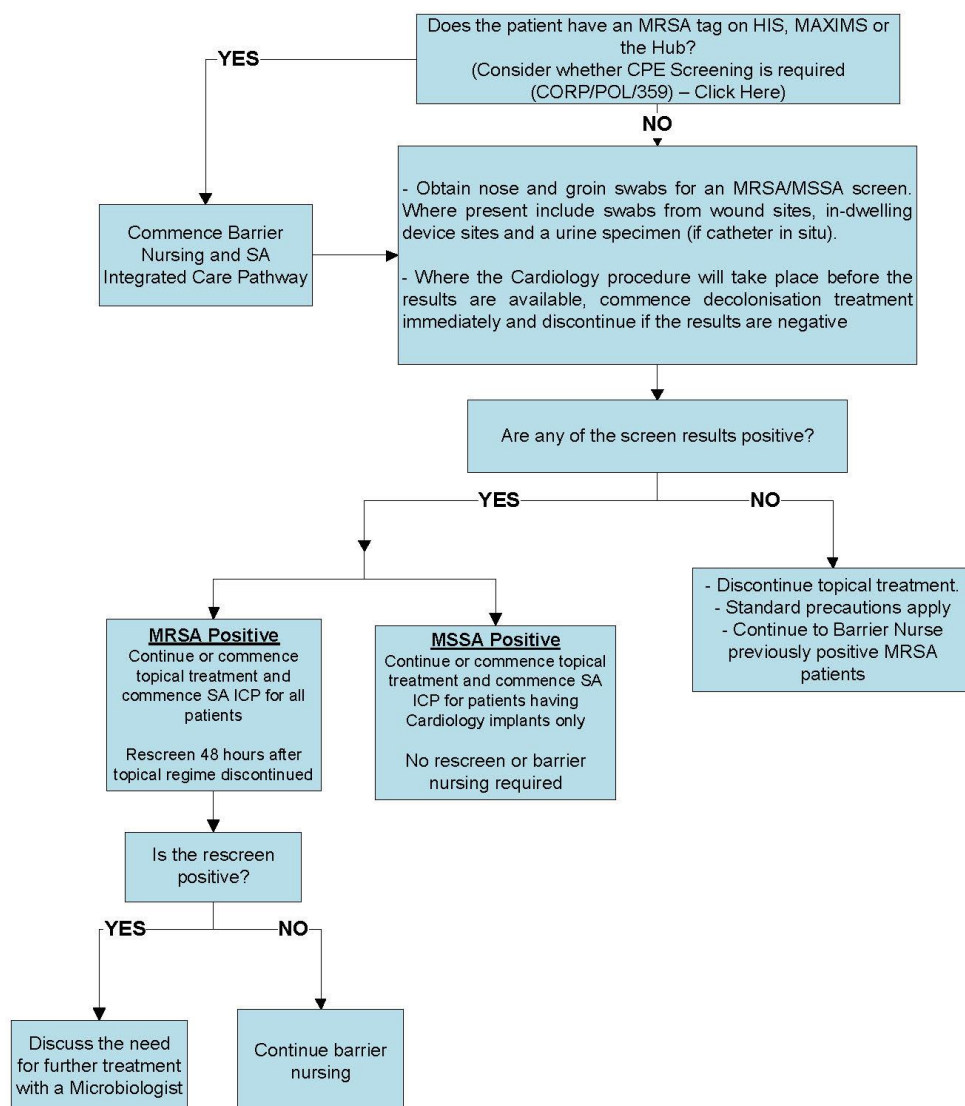 Does the patient have an MRSA tag on HIS, MAXIMS or
the Hub?
(Consider whether CPE Screening is required
(CORP/POL/359) – Click Here)
YES
NO
Commence Barrier
Nursing and SA
Integrated Care Pathway
- Obtain nose and groin swabs for an MRSA/MSSA screen.
Where present include swabs from wound sites, in-dwelling
device sites and a urine specimen (if catheter in situ).
- Where the Cardiology procedure will take place before the
results are available, commence decolonisation treatment
immediately and discontinue if the results are negative
Are any of the screen results positive?
YES
NO
MRSA Positive
Continue or commence
topical treatment and
commence SA ICP for all
patients
Rescreen 48 hours after
topical regime discontinued
MSSA Positive
Continue or commence topical
treatment and commence SA
ICP for patients having
Cardiology implants only
No rescreen or barrier
nursing required
- Discontinue topical treatment.
- Standard precautions apply
- Continue to Barrier Nurse
previously positive MRSA
patients
Is the rescreen
positive?
YES
NO
Discuss the need
for further treatment
with a Microbiologist
Continue barrier
nursing